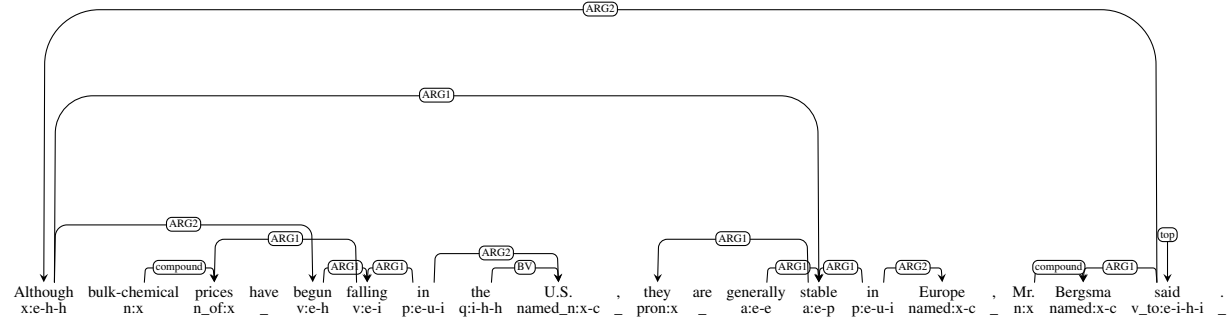 ARG2
ARG1
ARG2 ARG1 ARG1 top
compound ARG1 ARG1 ARG2 BV ARG1 ARG1 ARG2 compound ARG1
Although bulk-chemical prices have begun falling in the U.S. , they are generally stable in Europe , Mr. Bergsma said .
x:e-h-h n:x n_of:x _ v:e-h v:e-i p:e-u-i q:i-h-h named_n:x-c _ pron:x _ a:e-e a:e-p p:e-u-i named:x-c _ n:x named:x-c v_to:e-i-h-i _